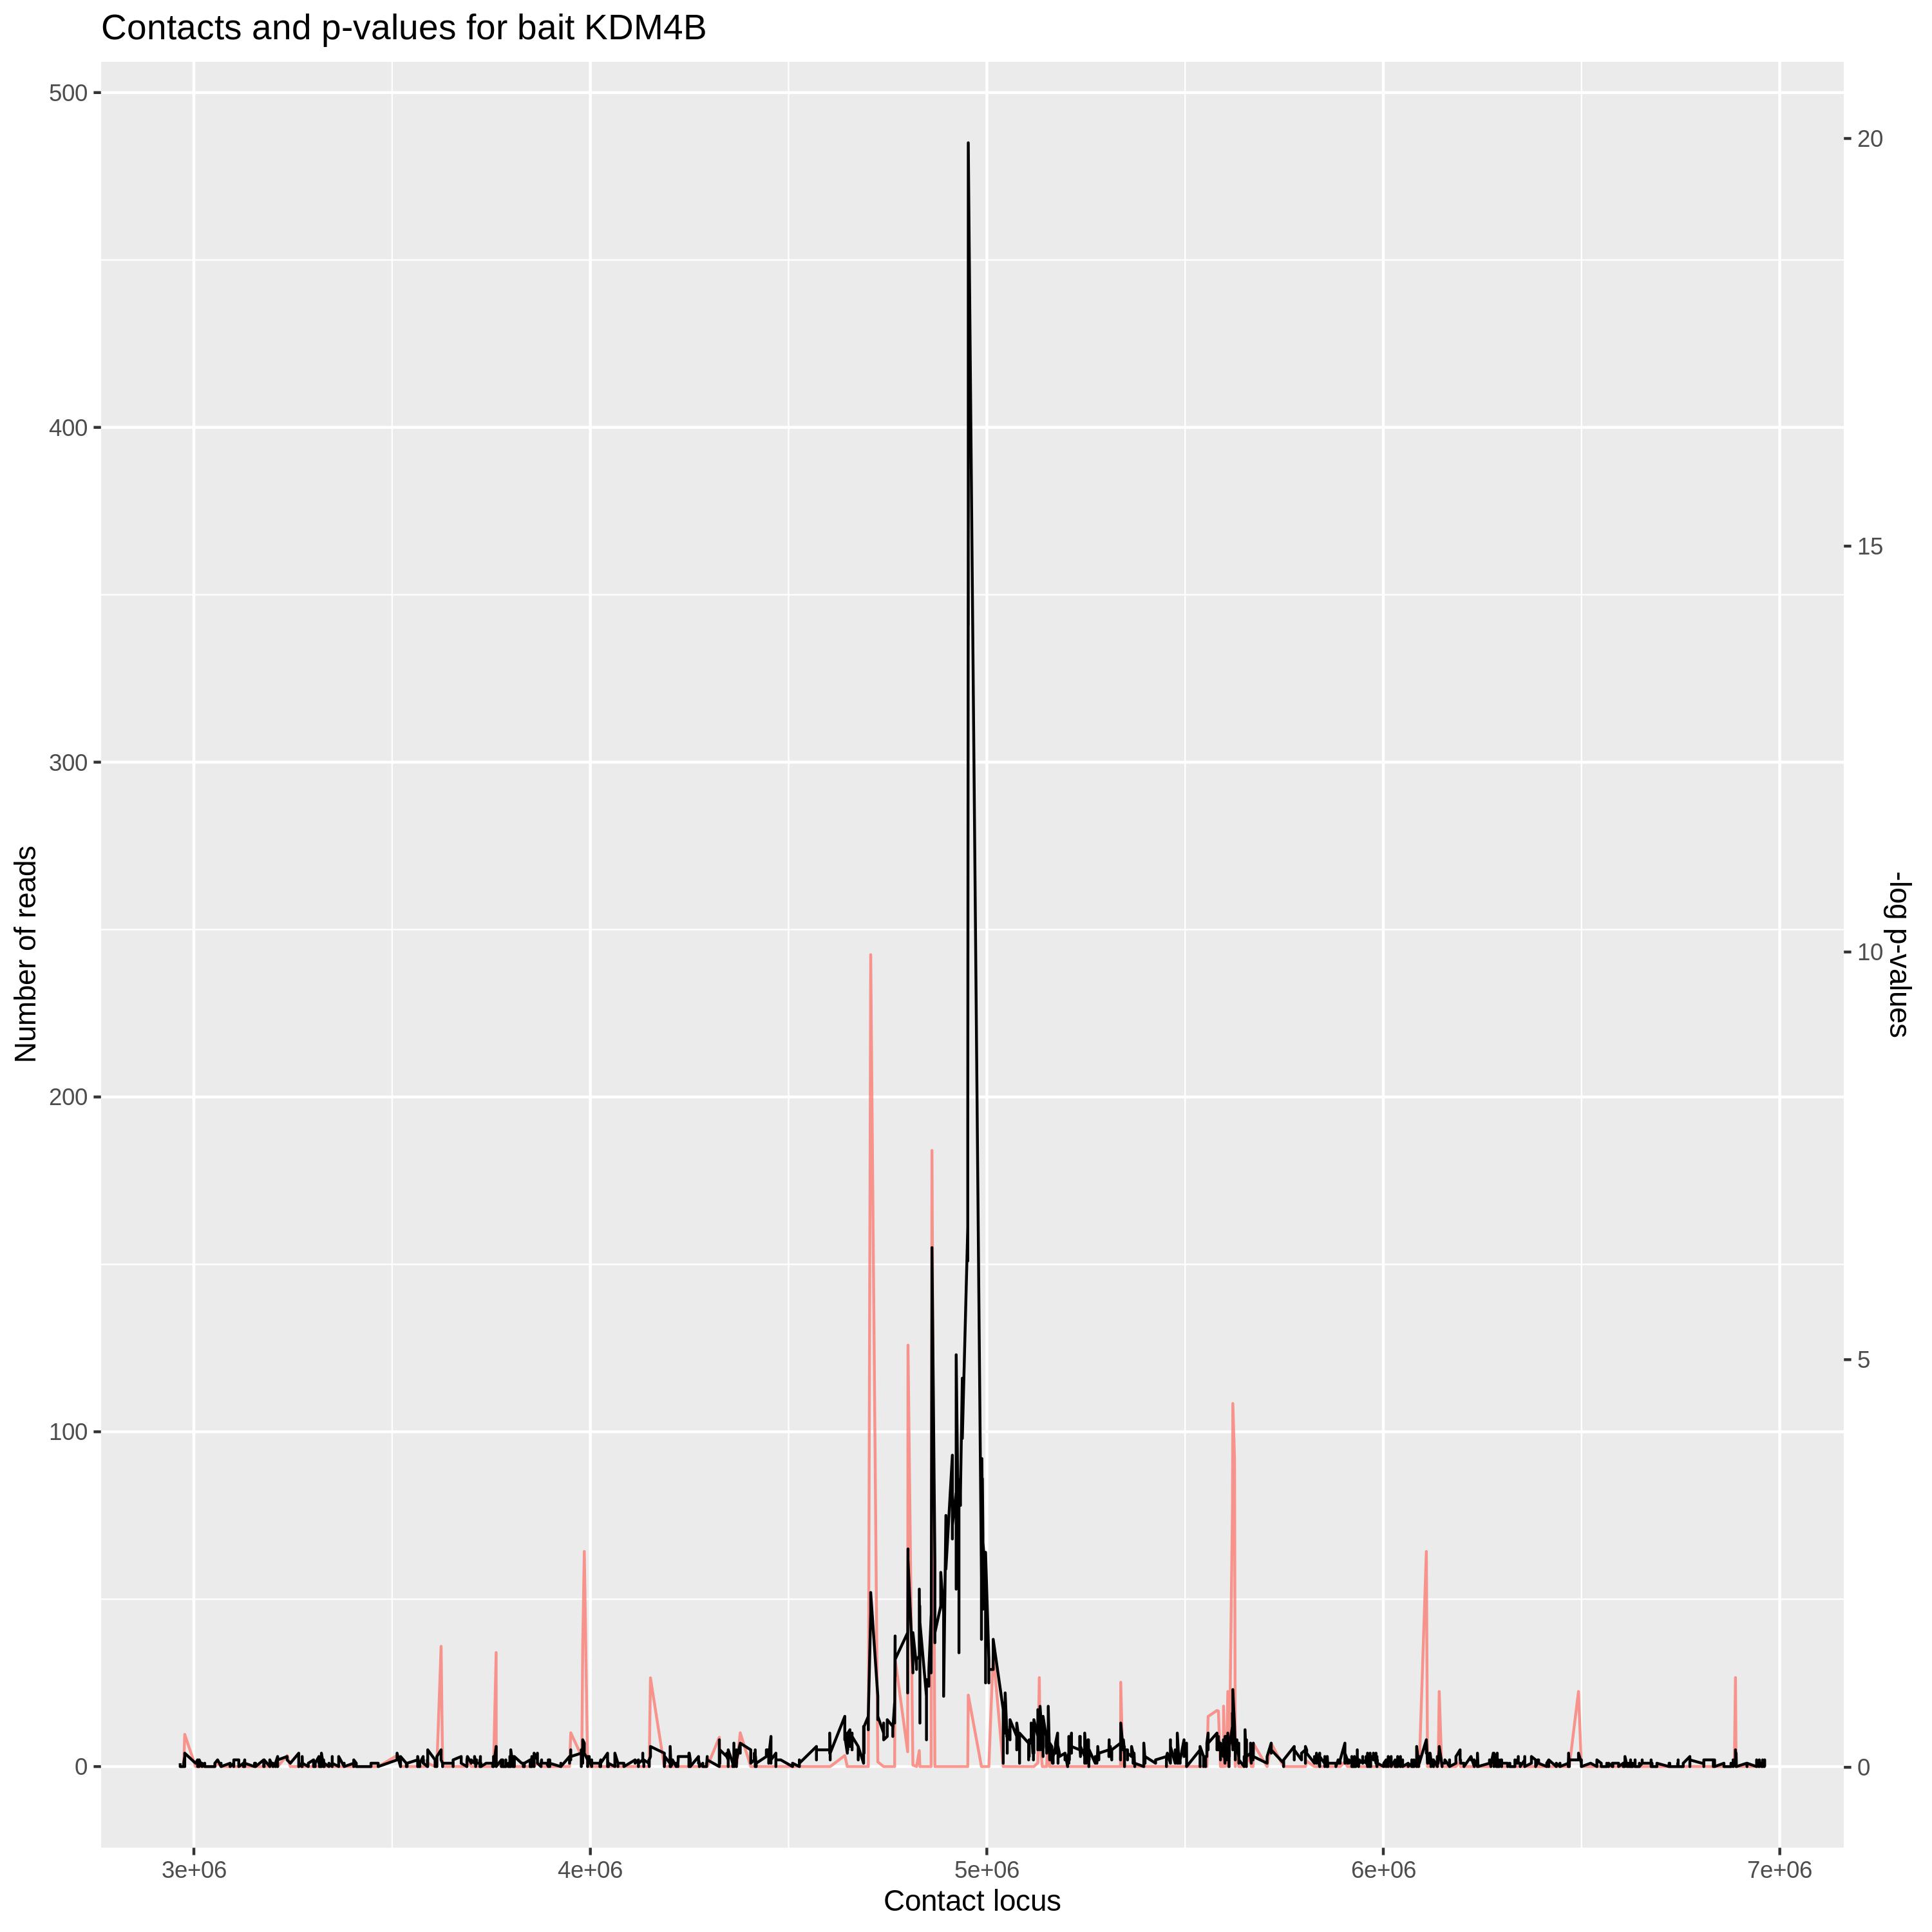 Contacts and p-values for bait KDM4B
500
400
300
200
100
0
Number of reads
20
15
10
5
0
-log p-values
3e+06 4e+06 5e+06 6e+06 7e+06
Contact locus